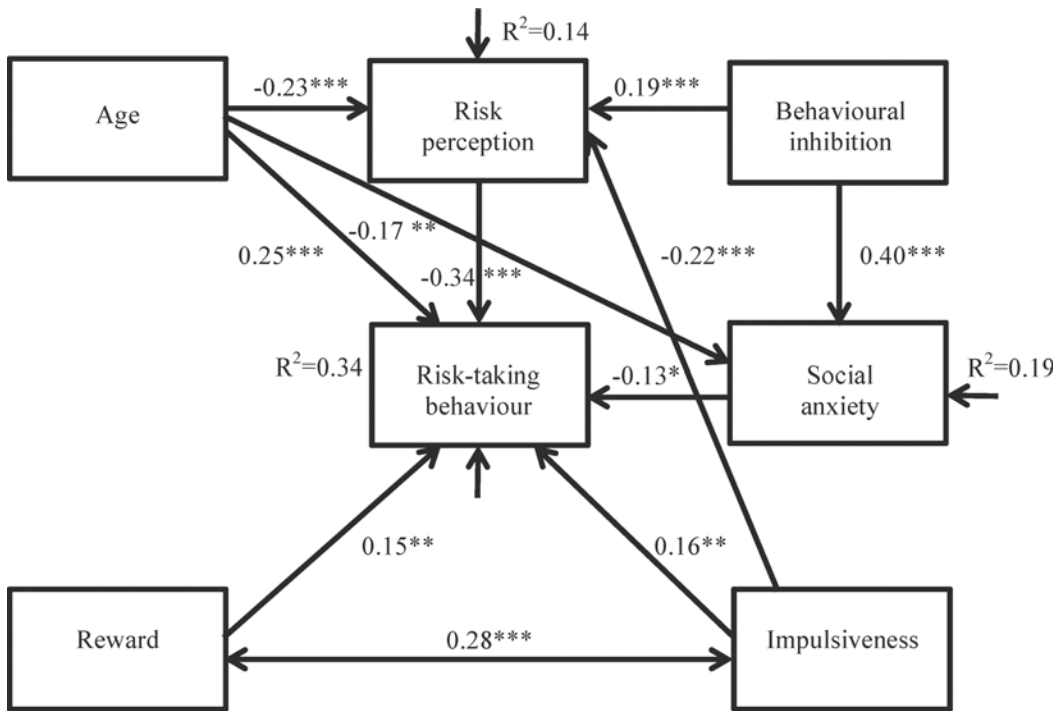 R²=0.14
Age
-0.23***
Risk
perception
0.19***
Behavioural
inhibition
-0.17 **
0.25***
-0.34 ***
-0.22***
0.40***
R²=0.34
Risk-taking
behaviour
-0.13*
Social
anxiety
R²=0.19
0.15**
0.16**
Reward
0.28***
Impulsiveness